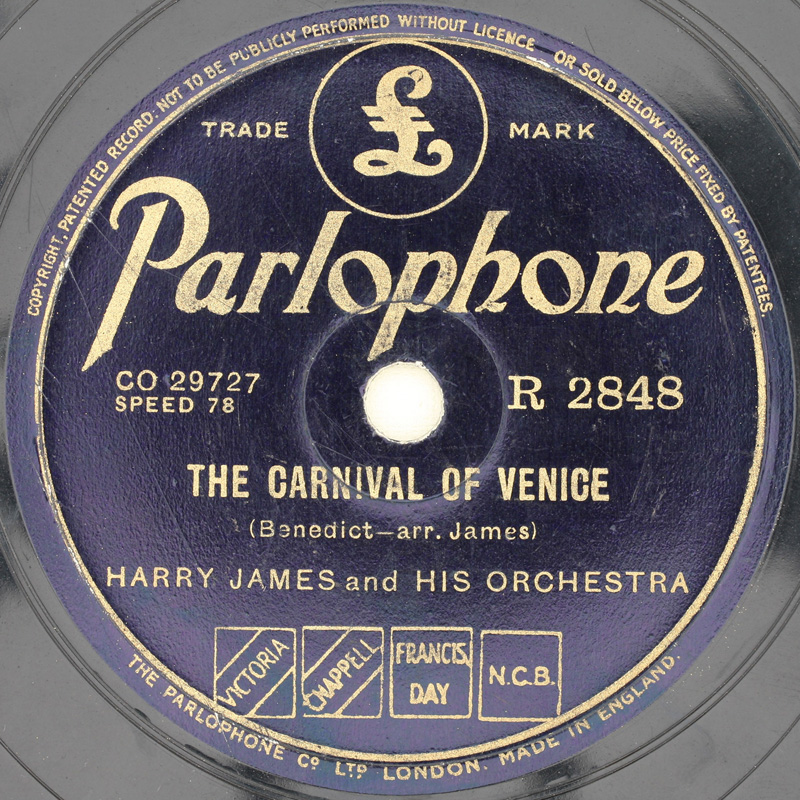 COPYRIGHT, PATENTED RECORD. NOT TO BE PUBLICLY PERFORMED WITHOUT LICENCE OR SOLD BELOW PRICE FIXED BY PATENTEES.
TRADE £ MARK
Parlophone
CO 29727
SPEED 78
R 2848
THE CARNIVAL OF VENICE
(Benedict—arr. James)
HARRY JAMES and HIS ORCHESTRA
VICTORIA
CHAPPELL
FRANCIS,
DAY
N.C.B.
THE PARLOPHONE Co LTD LONDON. MADE IN ENGLAND.